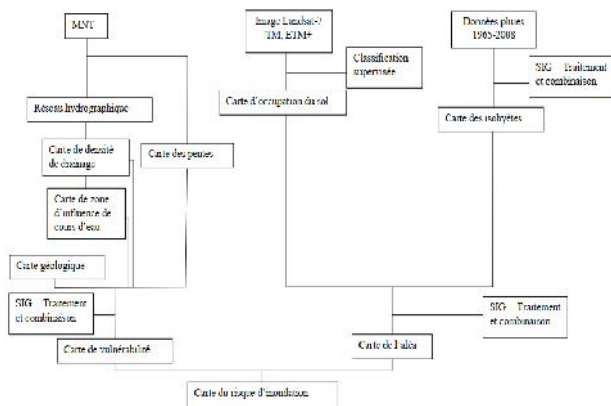 MNT
Image Landsat-7
TM, ETM+
Données pluies
1965-2008
Classification
supervisée
SIG Traitement
et combinaison
Réseau hydrographique
Carte d'occupation du sol
Carte des isohyètes
Carte de densité
de drainage
Carte des pentes
Carte de zone
d'influence de
cours d'eau
Carte géologique
SIG Traitement
et combinaison
SIG Traitement
et combinaison
Carte de vulnérabilité
Carte de l'aléa
Carte du risque d'inondation